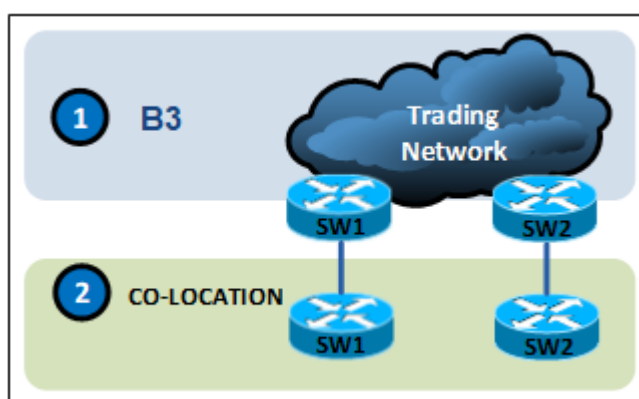 1 B3
Trading
Network
SW1 SW2
2 CO-LOCATION
SW1 SW2